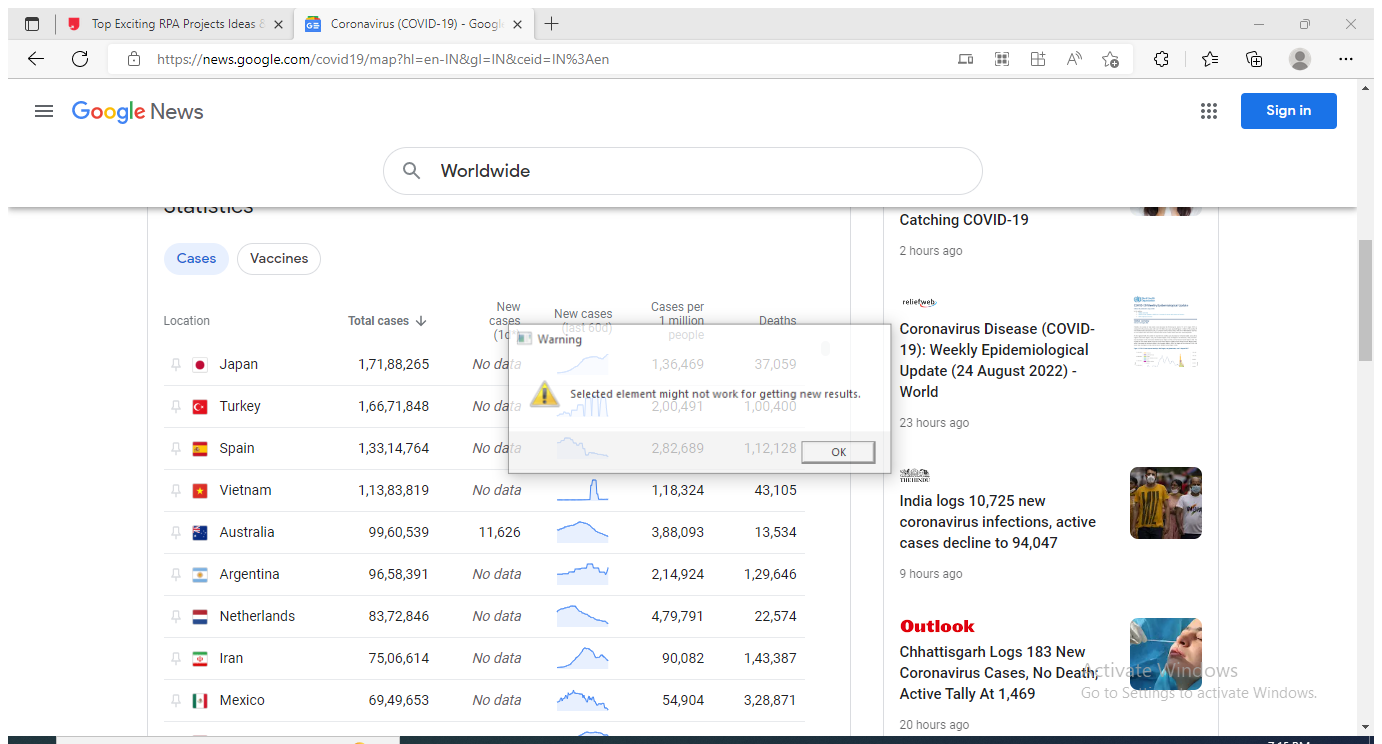 Top Exciting RPA Projects Ideas &
Coronavirus (COVID-19) - Google
https://news.google.com/covid19/map?hl=en-IN&gl=IN&ceid=IN%3Aen
Google News
Sign in
Worldwide
Statistics
Cases
Vaccines
Location
Total cases
New cases (1d*)
New cases (last 60d)
Cases per 1 million people
Deaths
Japan 1,71,88,265 No data 1,36,469 37,059
Turkey 1,66,71,848 No data 2,00,491 1,00,400
Spain 1,33,14,764 No data 2,82,689 1,12,128
Vietnam 1,13,83,819 No data 1,18,324 43,105
Australia 99,60,539 11,626 3,88,093 13,534
Argentina 96,58,391 No data 2,14,924 1,29,646
Netherlands 83,72,846 No data 4,79,791 22,574
Iran 75,06,614 No data 90,082 1,43,387
Mexico 69,49,653 No data 54,904 3,28,871
Warning
Selected element might not work for getting new results.
OK
Catching COVID-19
2 hours ago
reliefweb
Coronavirus Disease (COVID-
19): Weekly Epidemiological
Update (24 August 2022) -
World
23 hours ago
THE HINDU
India logs 10,725 new
coronavirus infections, active
cases decline to 94,047
9 hours ago
Outlook
Chhattisgarh Logs 183 New
Coronavirus Cases, No Death;
Active Tally At 1,469
20 hours ago
Activate Windows
Go to Settings to activate Windows.
7:15 PM